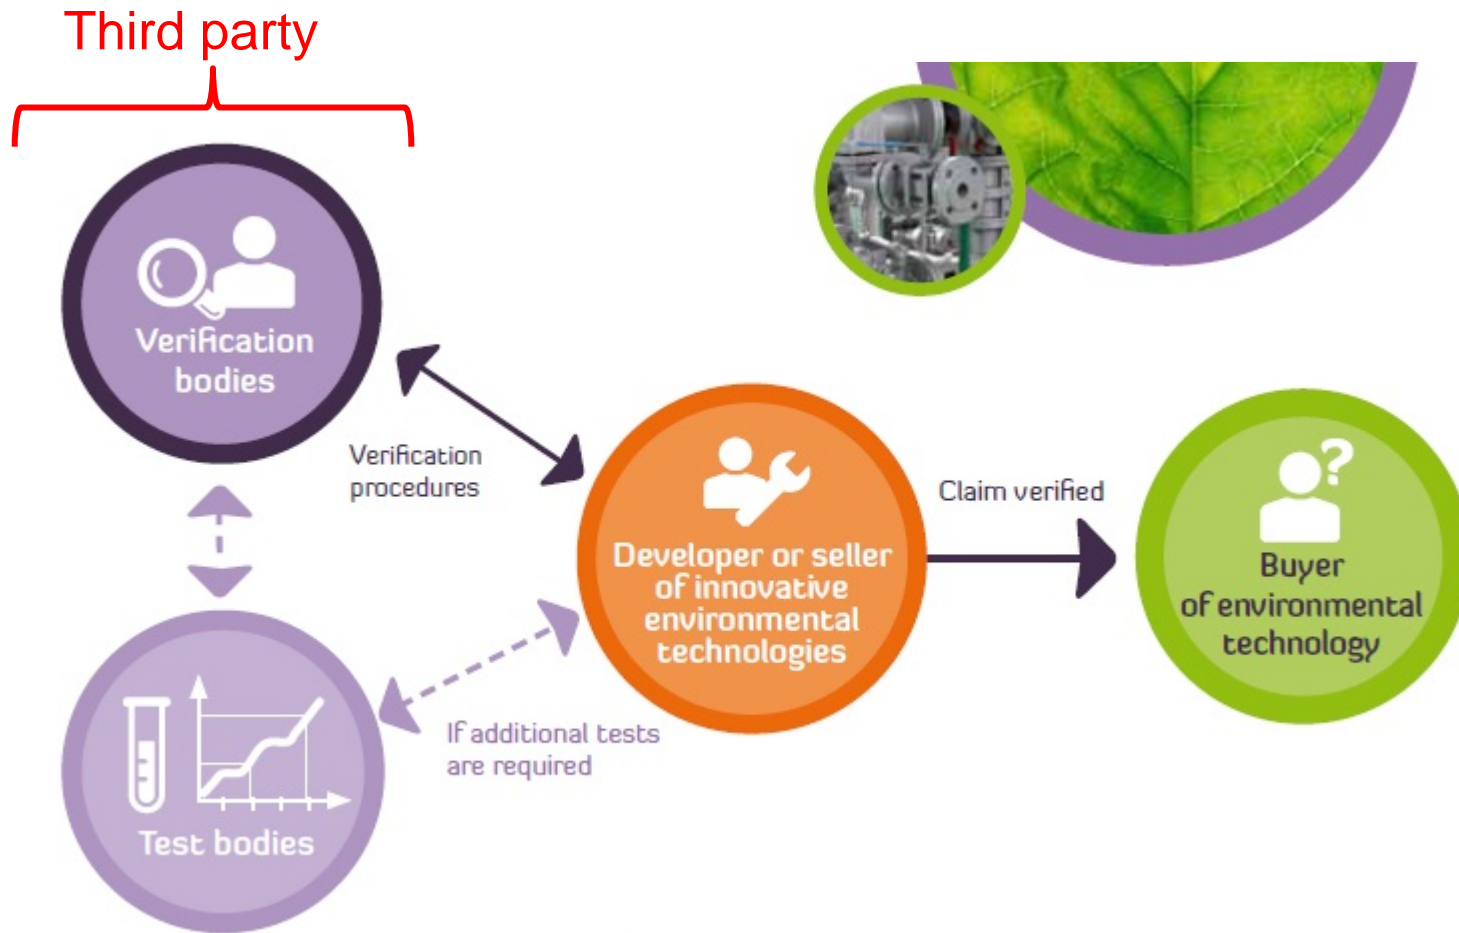 Third party
Verification
bodies
Verification
procedures
Claim verified
Developer or seller
of innovative
environmental
technologies
?
Buyer
of environmental
technology
If additional tests
are required
Test bodies